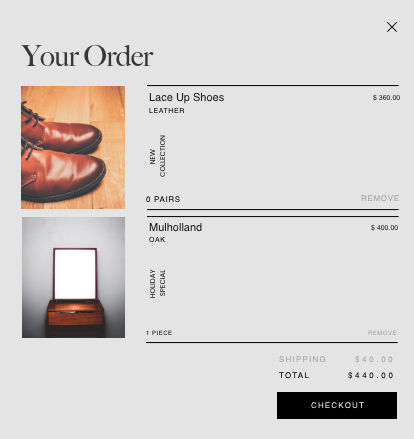 Your Order
Lace Up Shoes
$ 360.00
LEATHER
NEW
COLLECTION
0 PAIRS
REMOVE
Mulholland
$ 400.00
OAK
HOLIDAY
SPECIAL
1 PIECE
REMOVE
SHIPPING $40.00
TOTAL $440.00
CHECKOUT